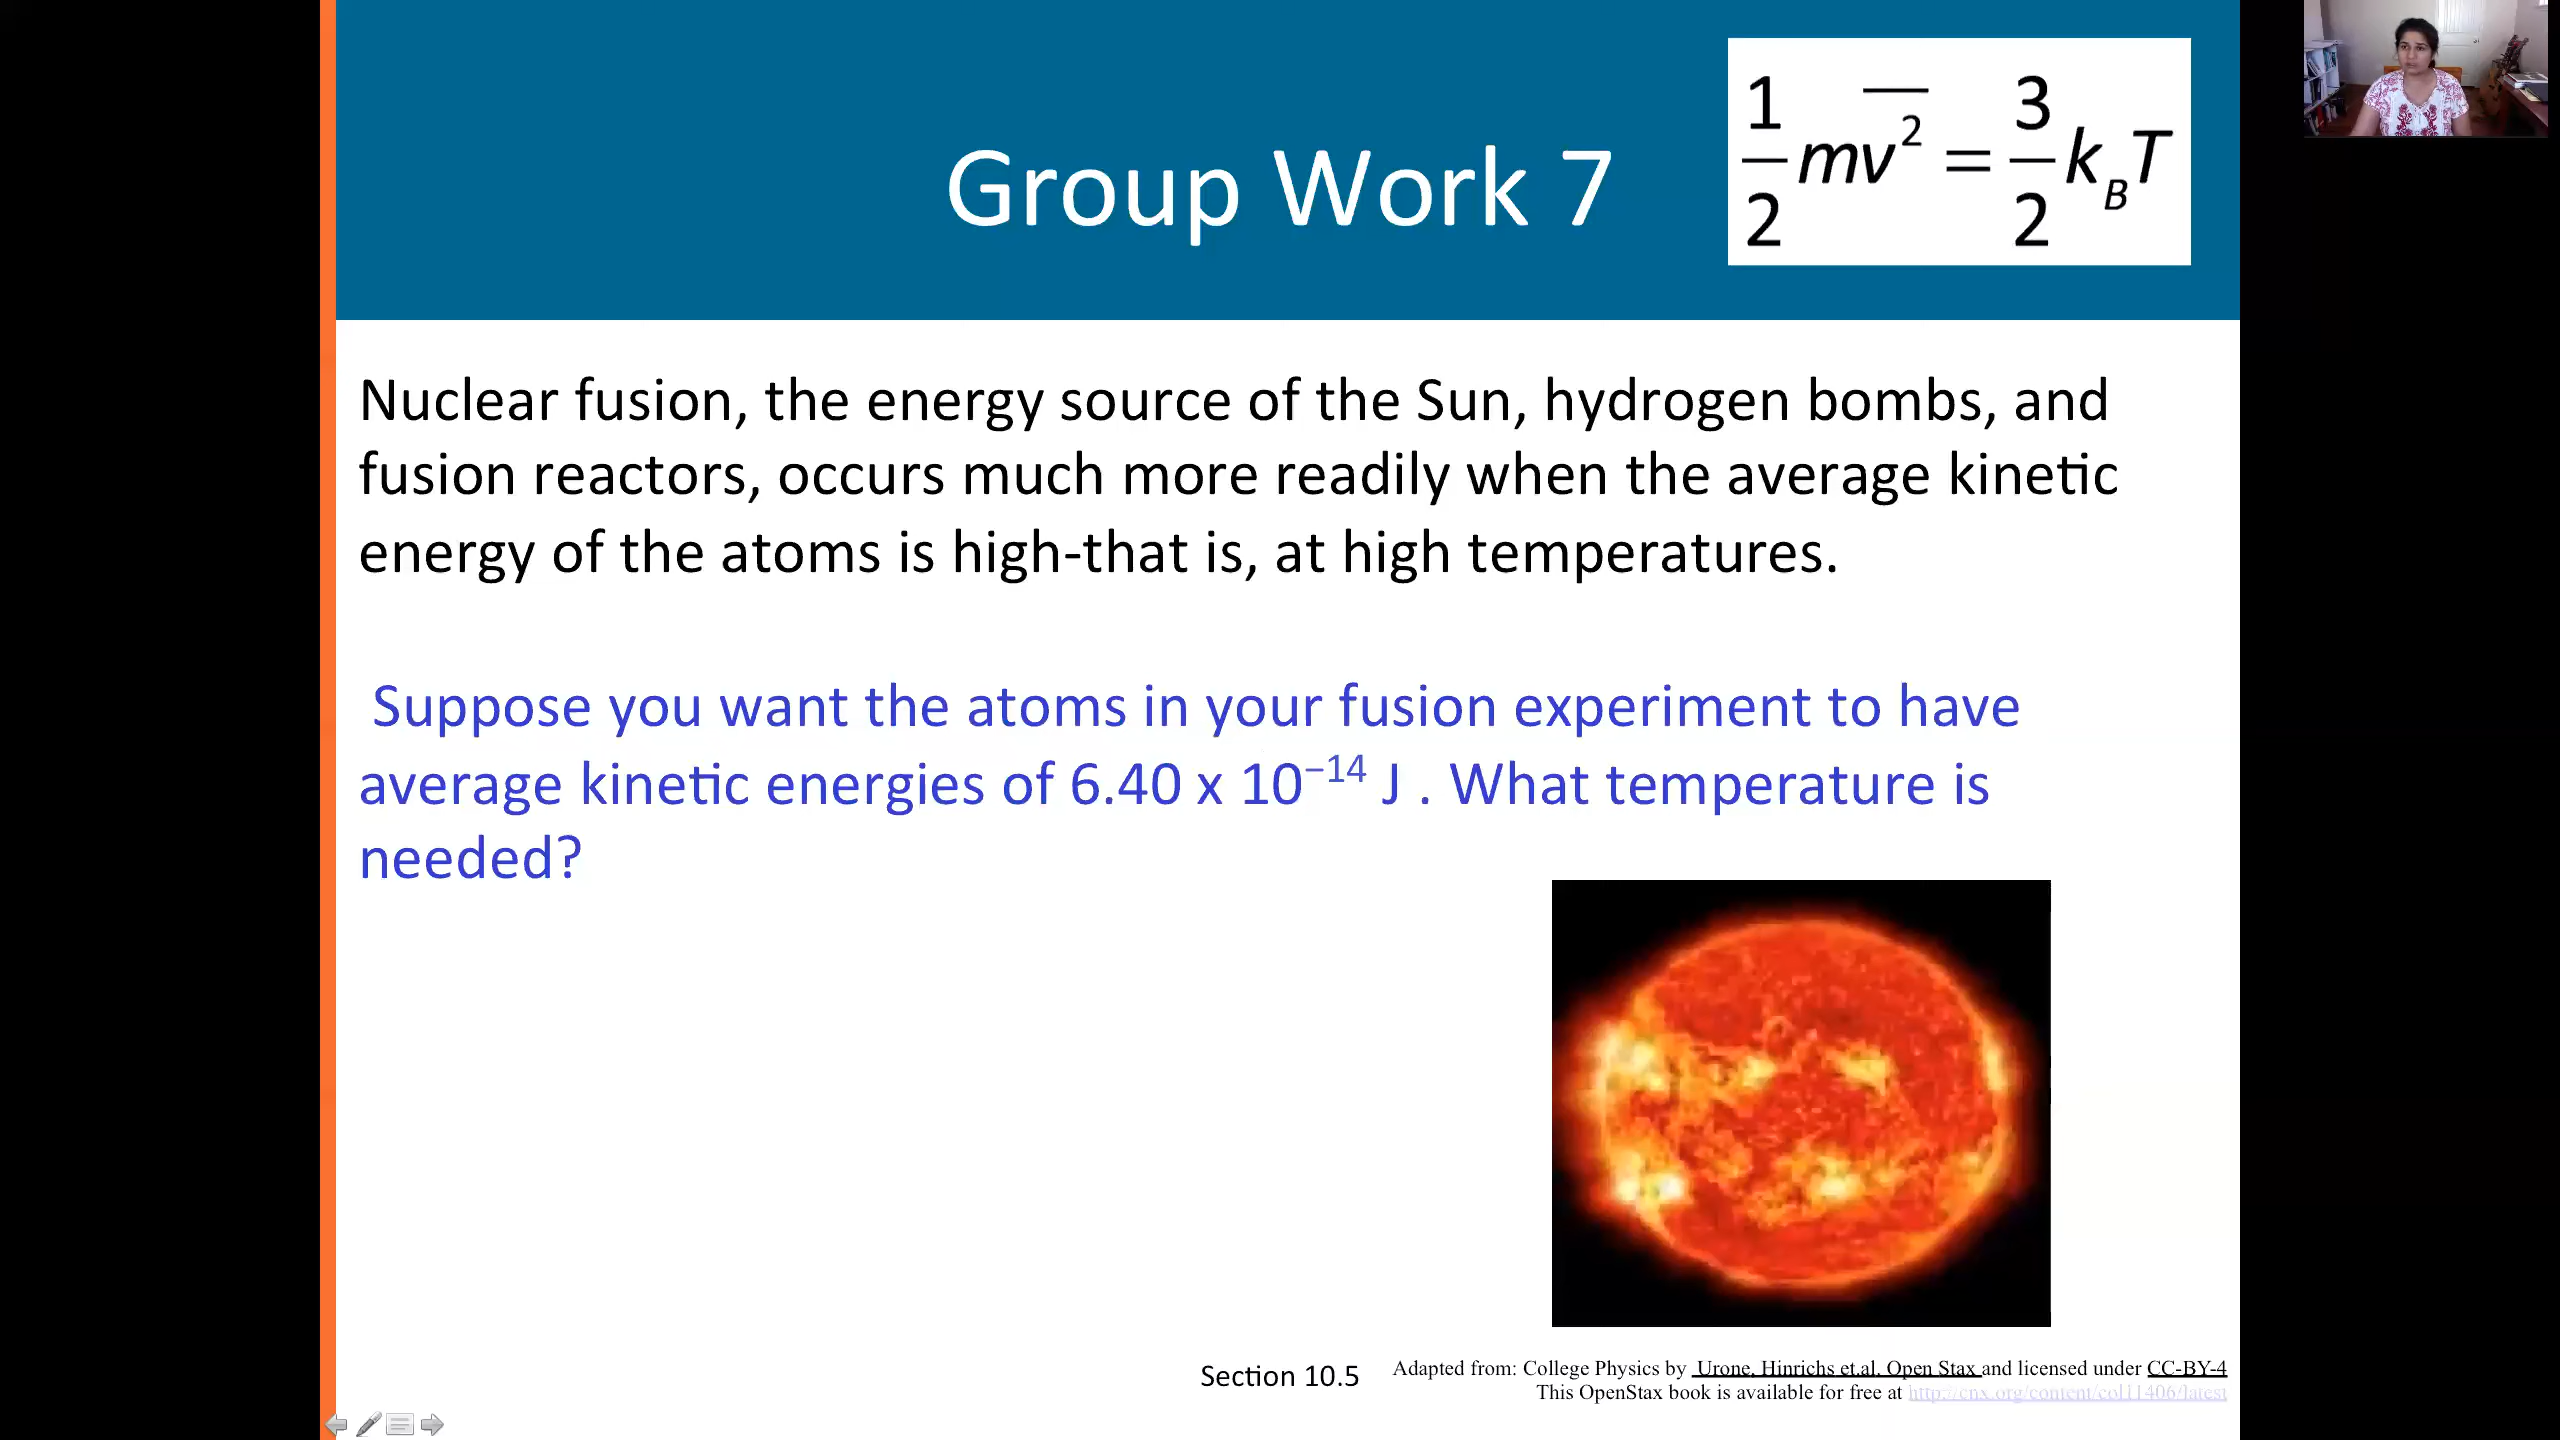 Group Work 7
1/2 mv̅² = 3/2 k_B T
Nuclear fusion, the energy source of the Sun, hydrogen bombs, and
fusion reactors, occurs much more readily when the average kinetic
energy of the atoms is high-that is, at high temperatures.
Suppose you want the atoms in your fusion experiment to have
average kinetic energies of 6.40 x 10⁻¹⁴ J . What temperature is
needed?
Section 10.5
Adapted from: College Physics by Urone, Hinrichs et.al. Open Stax and licensed under CC-BY-4
This OpenStax book is available for free at http://cnx.org/content/col11406/latest